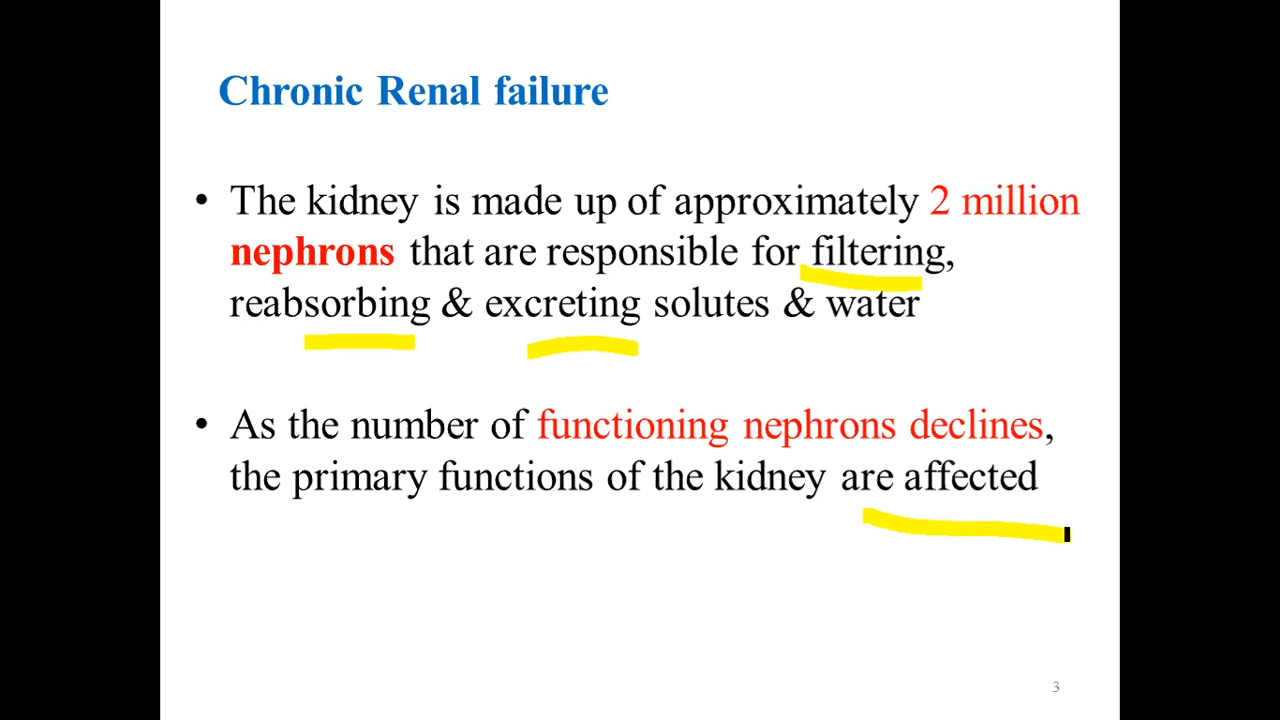 Chronic Renal failure
• The kidney is made up of approximately 2 million
nephrons that are responsible for filtering,
reabsorbing & excreting solutes & water
• As the number of functioning nephrons declines,
the primary functions of the kidney are affected
3